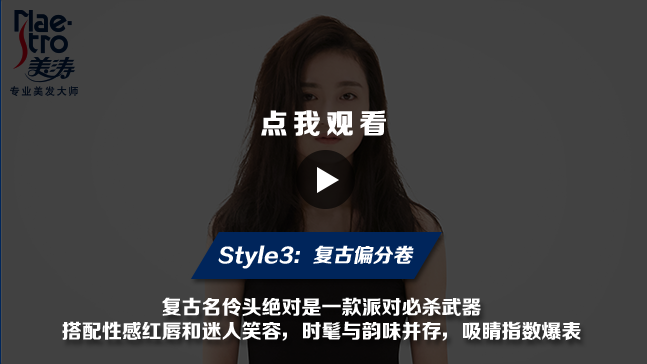 Maestro
美涛
专业美发大师
点我观看
Style3: 复古偏分卷
复古名伶头绝对是一款派对必杀武器
搭配性感红唇和迷人笑容，时髦与韵味并存，吸睛指数爆表